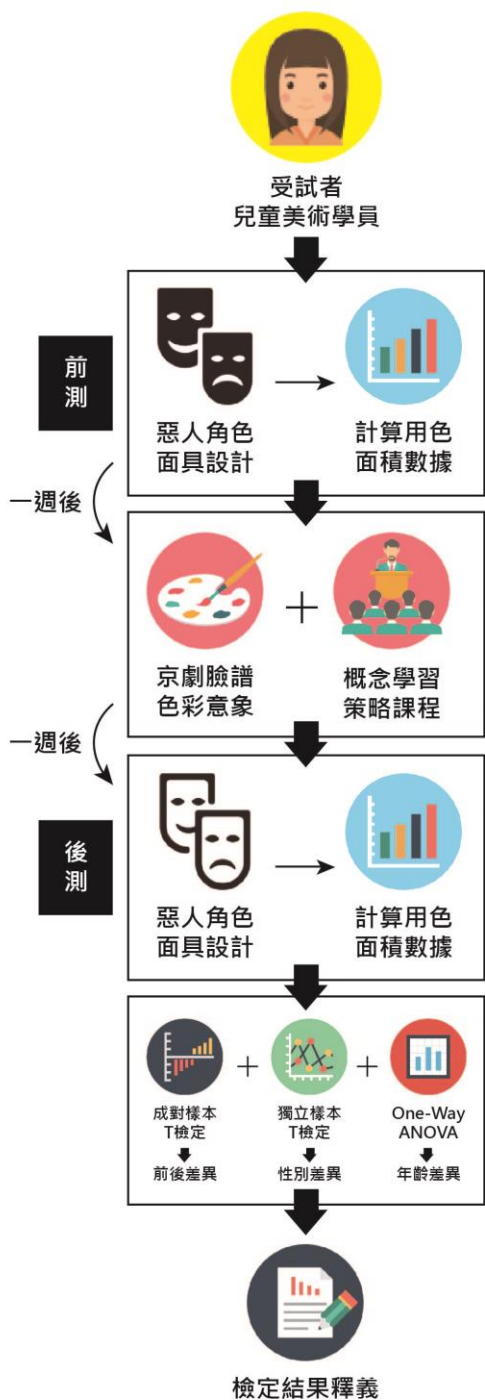 受試者
兒童美術學員
前
測
惡人角色
面具設計
計算用色
面積數據
一週後
京劇臉譜
色彩意象
+
概念學習
策略課程
一週後
後
測
惡人角色
面具設計
計算用色
面積數據
成對樣本
T檢定
前後差異
+
獨立樣本
T檢定
性別差異
+
One-Way
ANOVA
年齡差異
檢定結果釋義